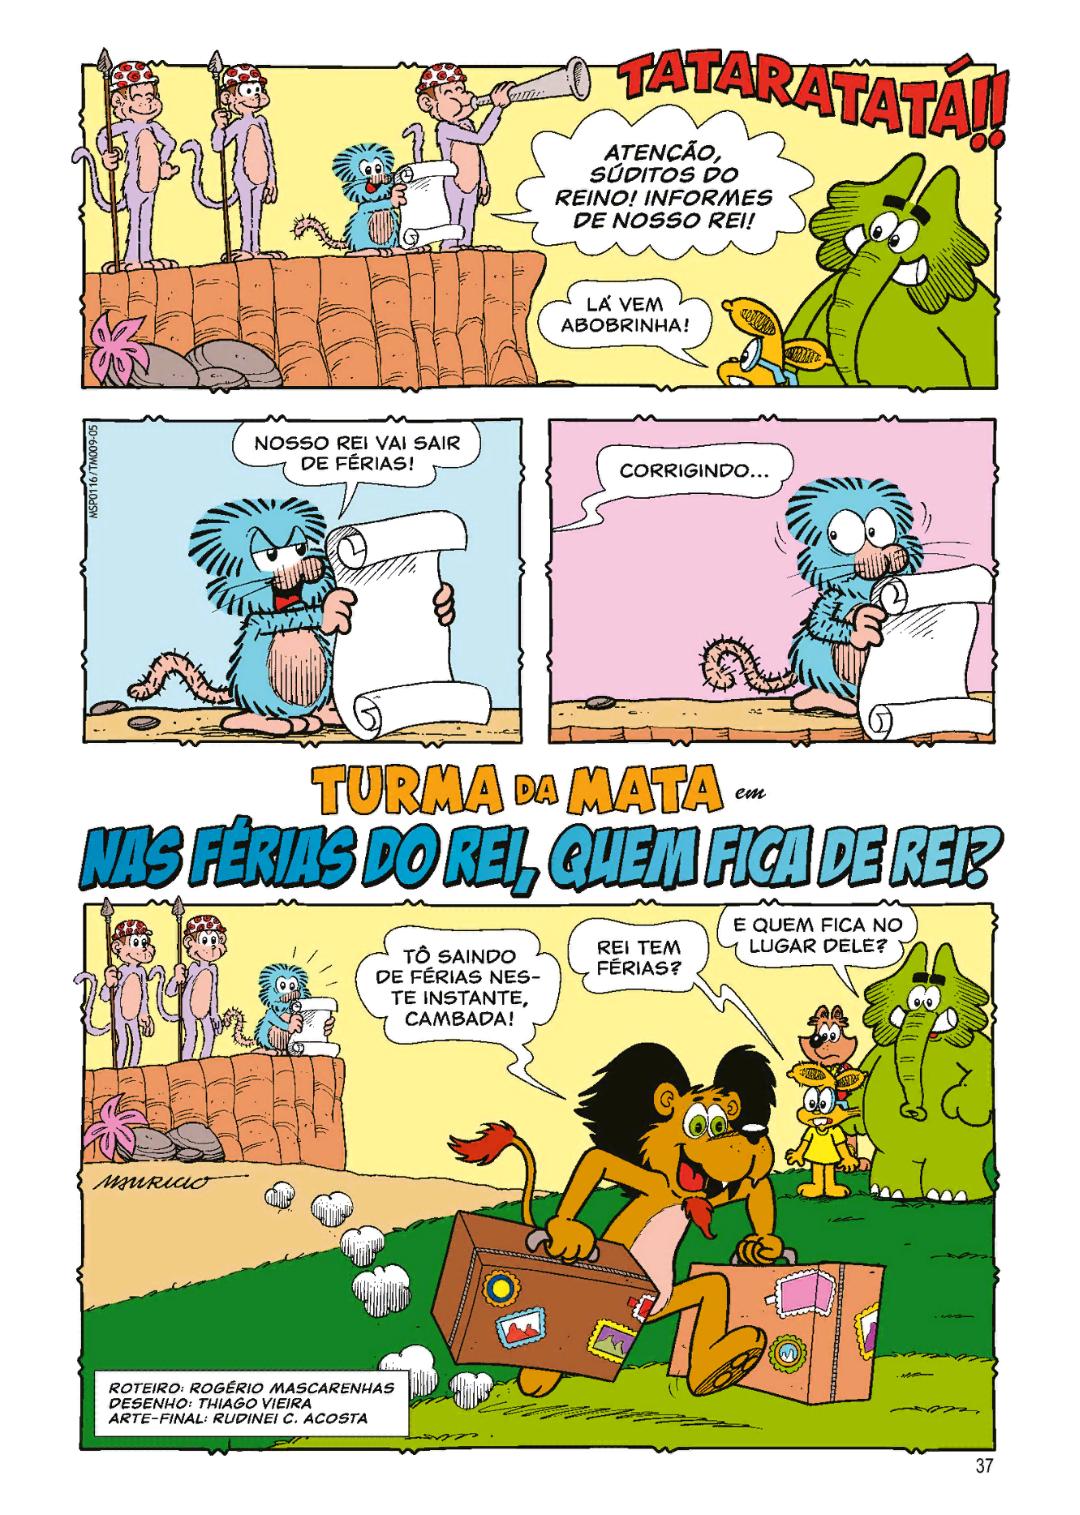 TATARATATÁ!!
ATENÇÃO,
SÚDITOS DO
REINO! INFORMES
DE NOSSO REI!
LÁ VEM
ABOBRINHA!
MSP0116/TM009-05
NOSSO REI VAI SAIR
DE FÉRIAS!
CORRIGINDO...
TURMA DA MATA em
NAS FÉRIAS DO REI, QUEM FICA DE REI?
TÔ SAINDO
DE FÉRIAS NES-
TE INSTANTE,
CAMBADA!
REI TEM
FÉRIAS?
E QUEM FICA NO
LUGAR DELE?
MAURICIO
ROTEIRO: ROGÉRIO MASCARENHAS
DESENHO: THIAGO VIEIRA
ARTE-FINAL: RUDINEI C. ACOSTA
37